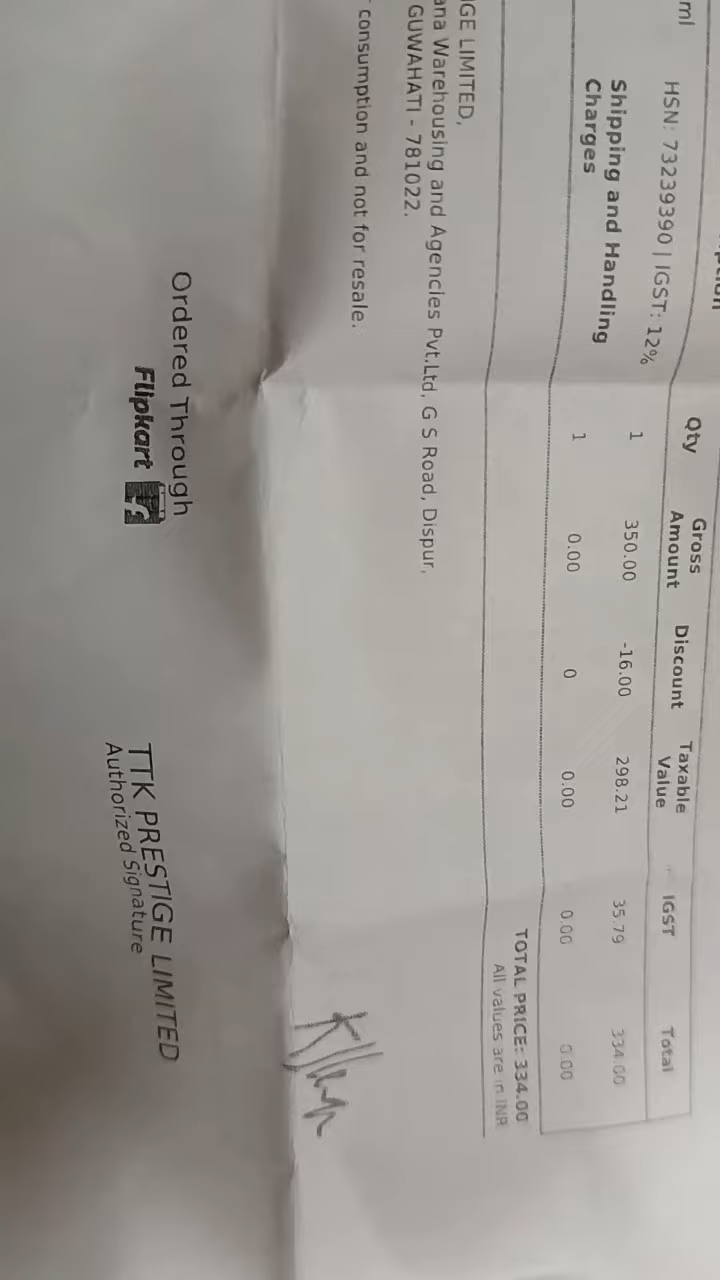 Qty Gross Amount Discount Taxable Value IGST Total
ml
HSN: 73239390 | IGST: 12% 1 350.00 -16.00 298.21 35.79 334.00
Shipping and Handling Charges 1 0.00 0 0.00 0.00 0.00
TOTAL PRICE: 334.00
All values are in INR
GE LIMITED,
ana Warehousing and Agencies Pvt.Ltd, G S Road, Dispur,
GUWAHATI - 781022.
consumption and not for resale.
Ordered Through
Flipkart
TTK PRESTIGE LIMITED
Authorized Signature